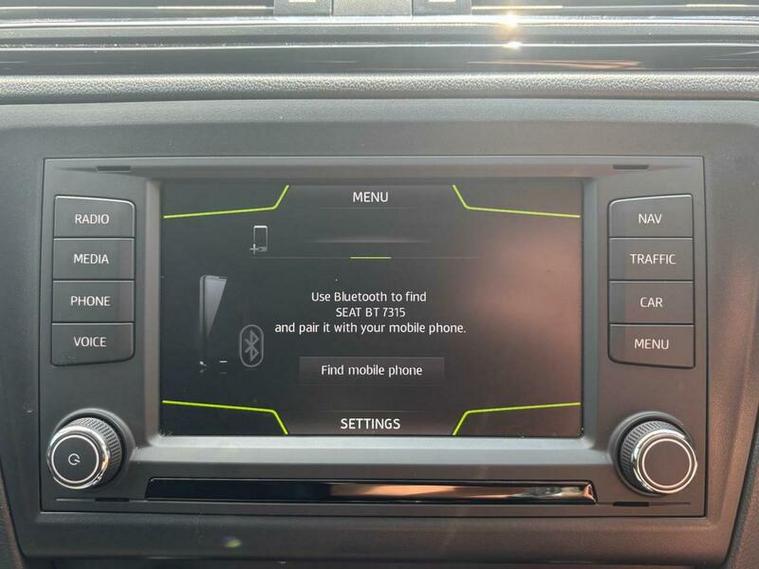 MENU
RADIO
MEDIA
PHONE
VOICE
Use Bluetooth to find
SEAT BT 7315
and pair it with your mobile phone.
Find mobile phone
SETTINGS
NAV
TRAFFIC
CAR
MENU